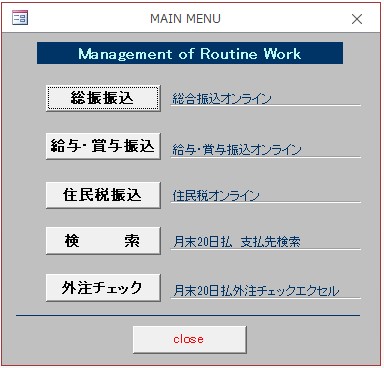 MAIN MENU
Management of Routine Work
総振振込 総合振込オンライン
給与・賞与振込 給与・賞与振込オンライン
住民税振込 住民税オンライン
検 索 月末20日払 支払先検索
外注チェック 月末20日払外注チェックエクセル
close